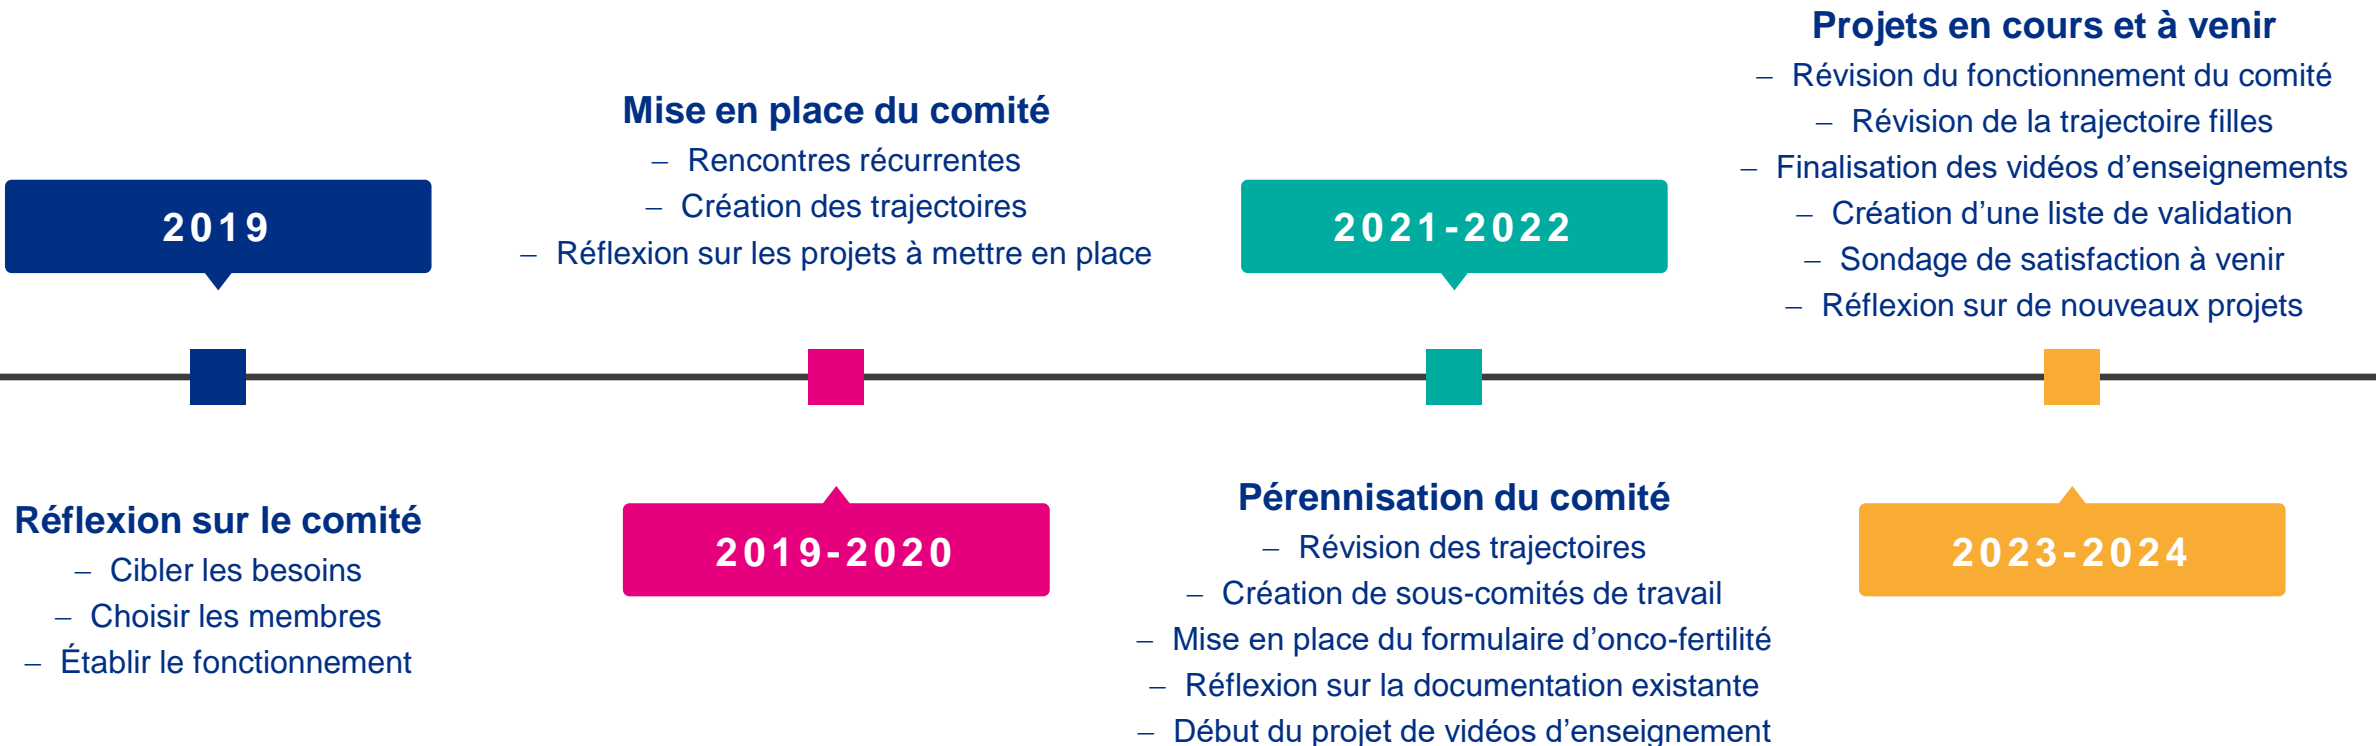 2019
Réflexion sur le comité
– Cibler les besoins
– Choisir les membres
– Établir le fonctionnement
Mise en place du comité
– Rencontres récurrentes
– Création des trajectoires
– Réflexion sur les projets à mettre en place
2019-2020
2021-2022
Pérennisation du comité
– Révision des trajectoires
– Création de sous-comités de travail
– Mise en place du formulaire d’onco-fertilité
– Réflexion sur la documentation existante
– Début du projet de vidéos d’enseignement
Projets en cours et à venir
– Révision du fonctionnement du comité
– Révision de la trajectoire filles
– Finalisation des vidéos d’enseignements
– Création d’une liste de validation
– Sondage de satisfaction à venir
– Réflexion sur de nouveaux projets
2023-2024